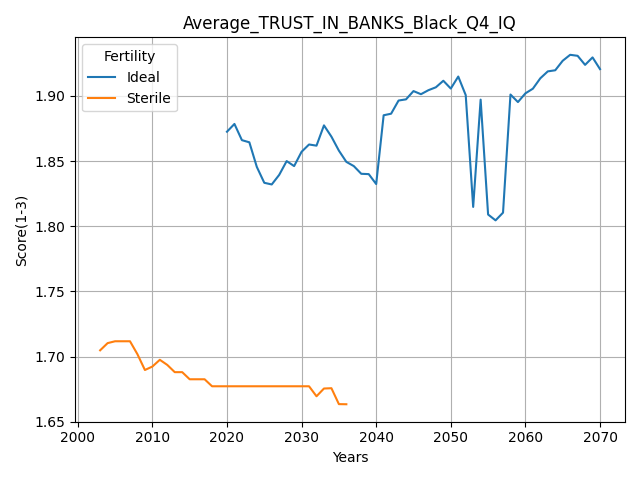 Average_TRUST_IN_BANKS_Black_Q4_IQ
Fertility
Ideal
Sterile
Score(1-3)
1.90
1.85
1.80
1.75
1.70
1.65
2000 2010 2020 2030 2040 2050 2060 2070
Years